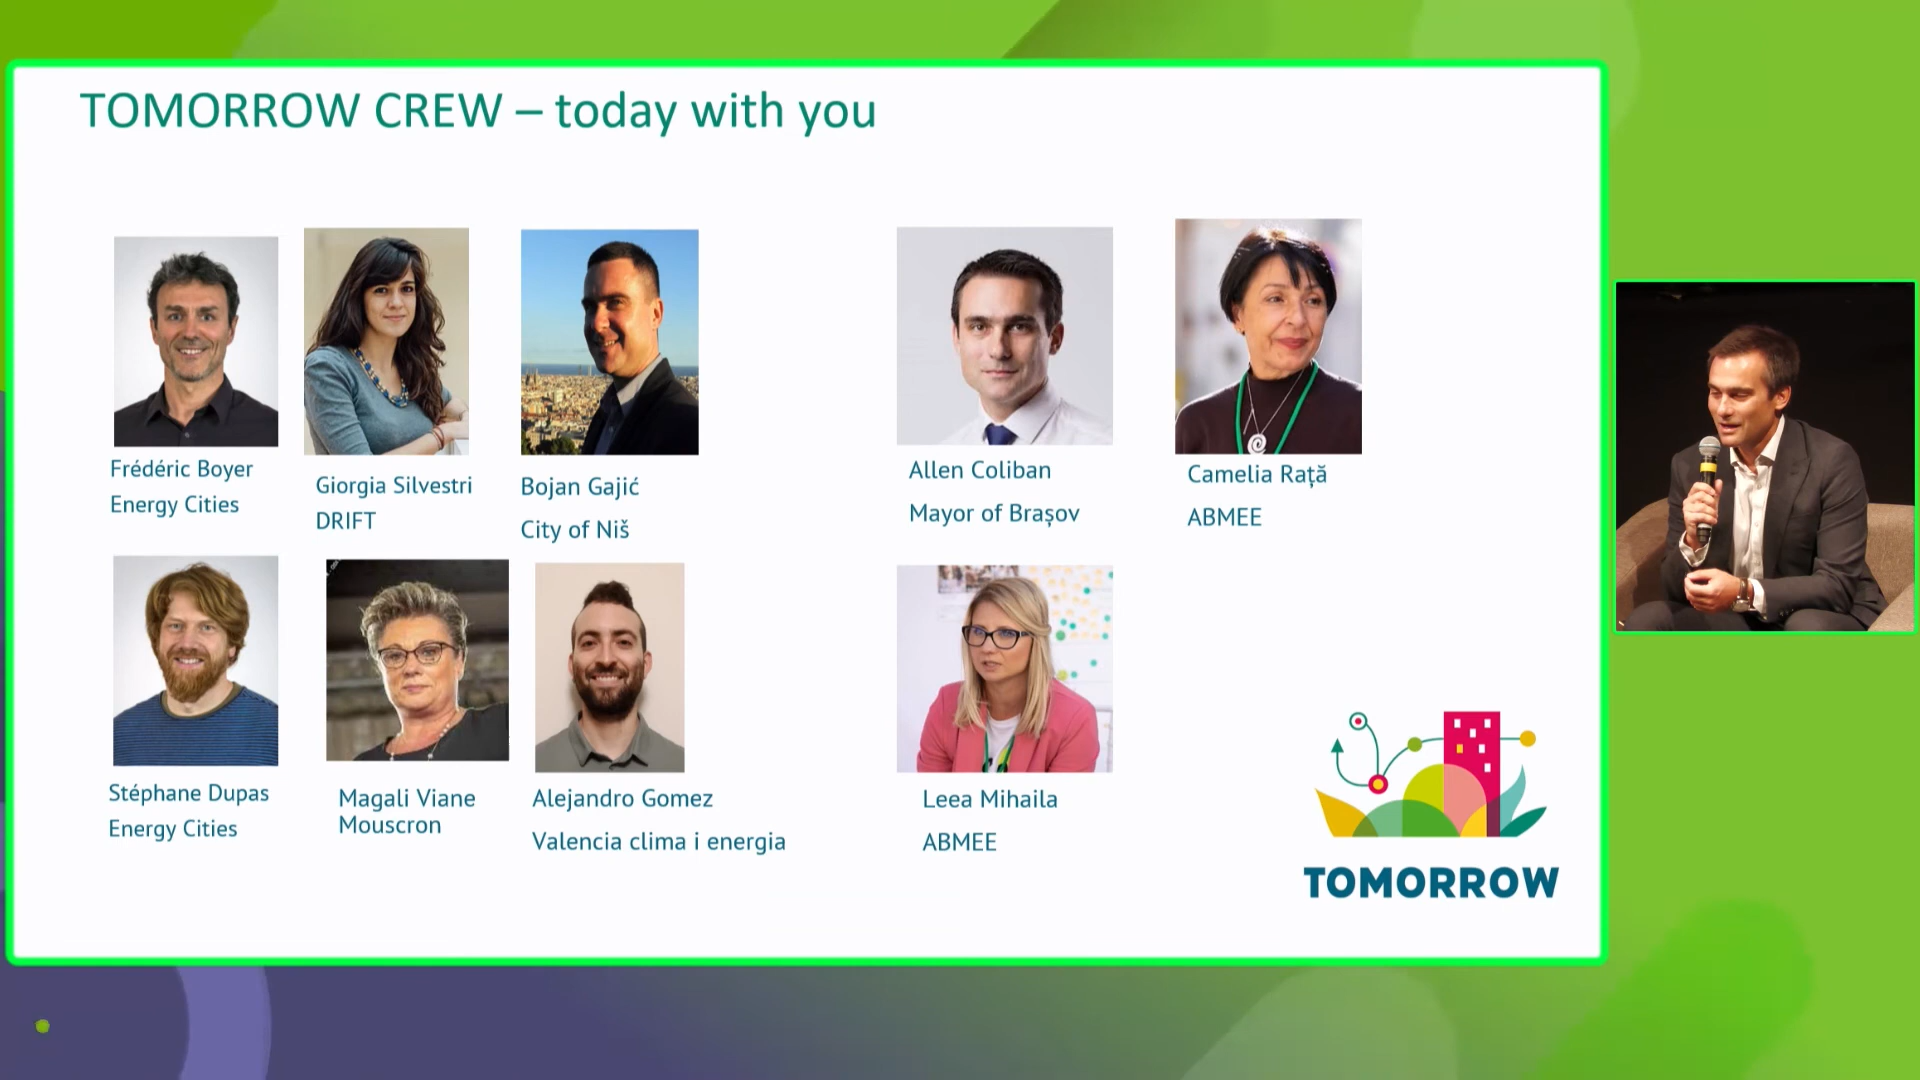 TOMORROW CREW – today with you
Frédéric Boyer
Energy Cities
Giorgia Silvestri
DRIFT
Bojan Gajić
City of Niš
Allen Coliban
Mayor of Brașov
Camelia Rață
ABMEE
Stéphane Dupas
Energy Cities
Magali Viane
Mouscron
Alejandro Gomez
Valencia clima i energia
Leea Mihaila
ABMEE
TOMORROW